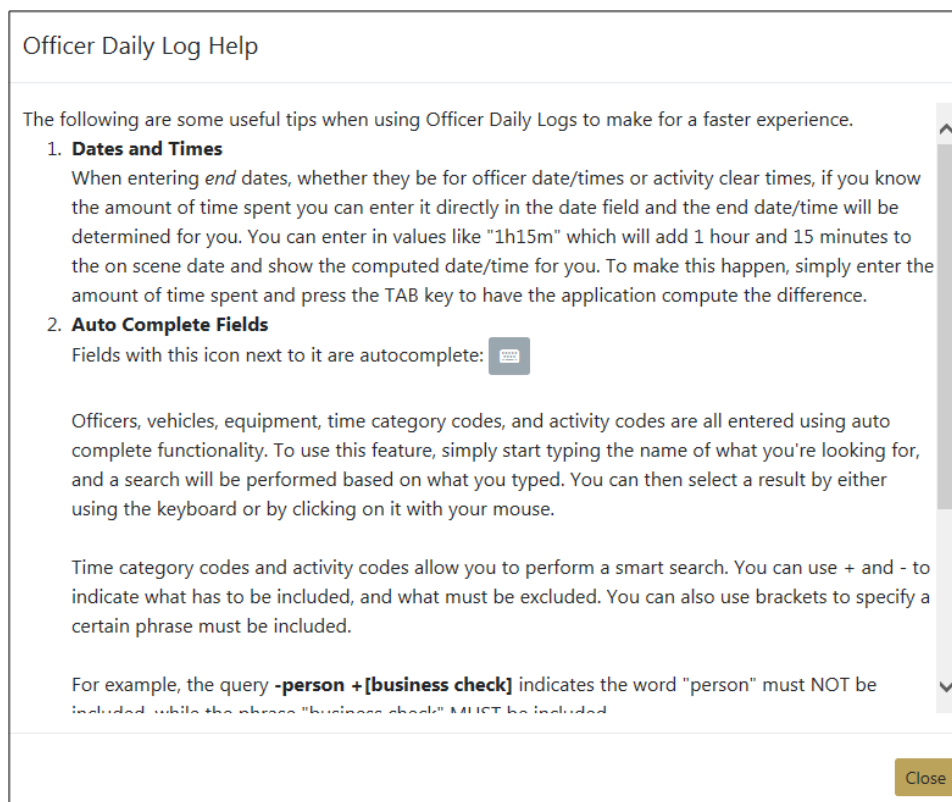 Officer Daily Log Help
The following are some useful tips when using Officer Daily Logs to make for a faster experience.
1. Dates and Times
When entering end dates, whether they be for officer date/times or activity clear times, if you know
the amount of time spent you can enter it directly in the date field and the end date/time will be
determined for you. You can enter in values like "1h15m" which will add 1 hour and 15 minutes to
the on scene date and show the computed date/time for you. To make this happen, simply enter the
amount of time spent and press the TAB key to have the application compute the difference.
2. Auto Complete Fields
Fields with this icon next to it are autocomplete:
Officers, vehicles, equipment, time category codes, and activity codes are all entered using auto
complete functionality. To use this feature, simply start typing the name of what you're looking for,
and a search will be performed based on what you typed. You can then select a result by either
using the keyboard or by clicking on it with your mouse.
Time category codes and activity codes allow you to perform a smart search. You can use + and - to
indicate what has to be included, and what must be excluded. You can also use brackets to specify a
certain phrase must be included.
For example, the query -person +[business check] indicates the word "person" must NOT be
included, while the phrase "business check" MUST be included.
Close